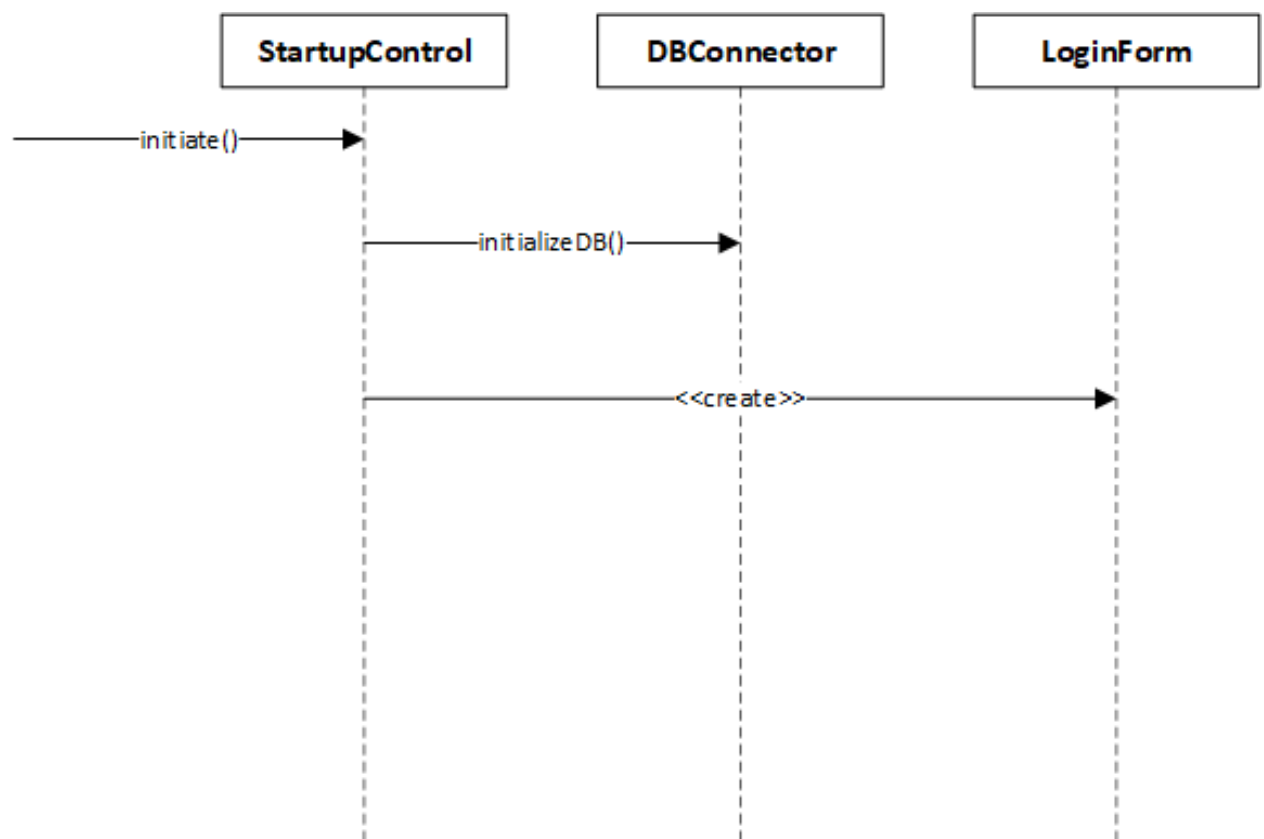 StartupControl
DBConnector
LoginForm
initiate()
initializeDB()
<<create>>